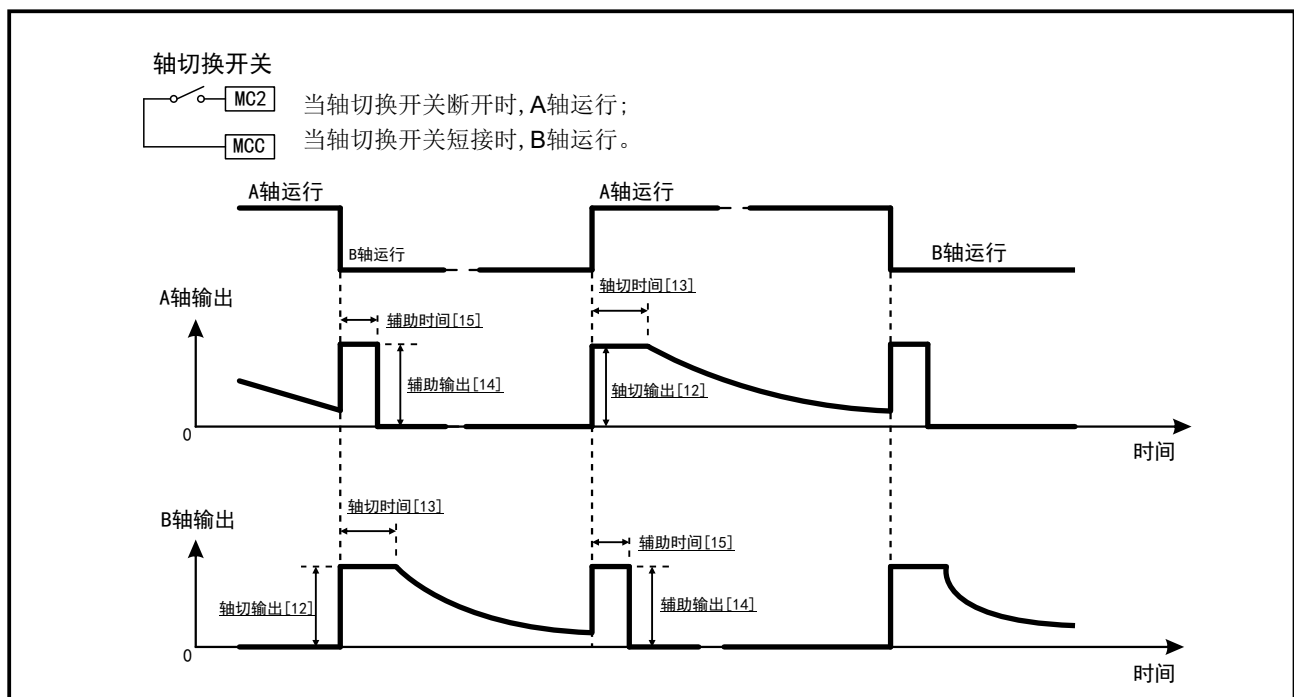 轴切换开关
MC2
当轴切换开关断开时, A轴运行;
MCC
当轴切换开关短接时, B轴运行。
A轴运行
A轴运行
B轴运行
B轴运行
轴切时间[13]
A轴输出
辅助时间[15]
辅助输出[14]
轴切输出[12]
0
时间
轴切时间[13]
B轴输出
辅助时间[15]
轴切输出[12]
辅助输出[14]
0
时间